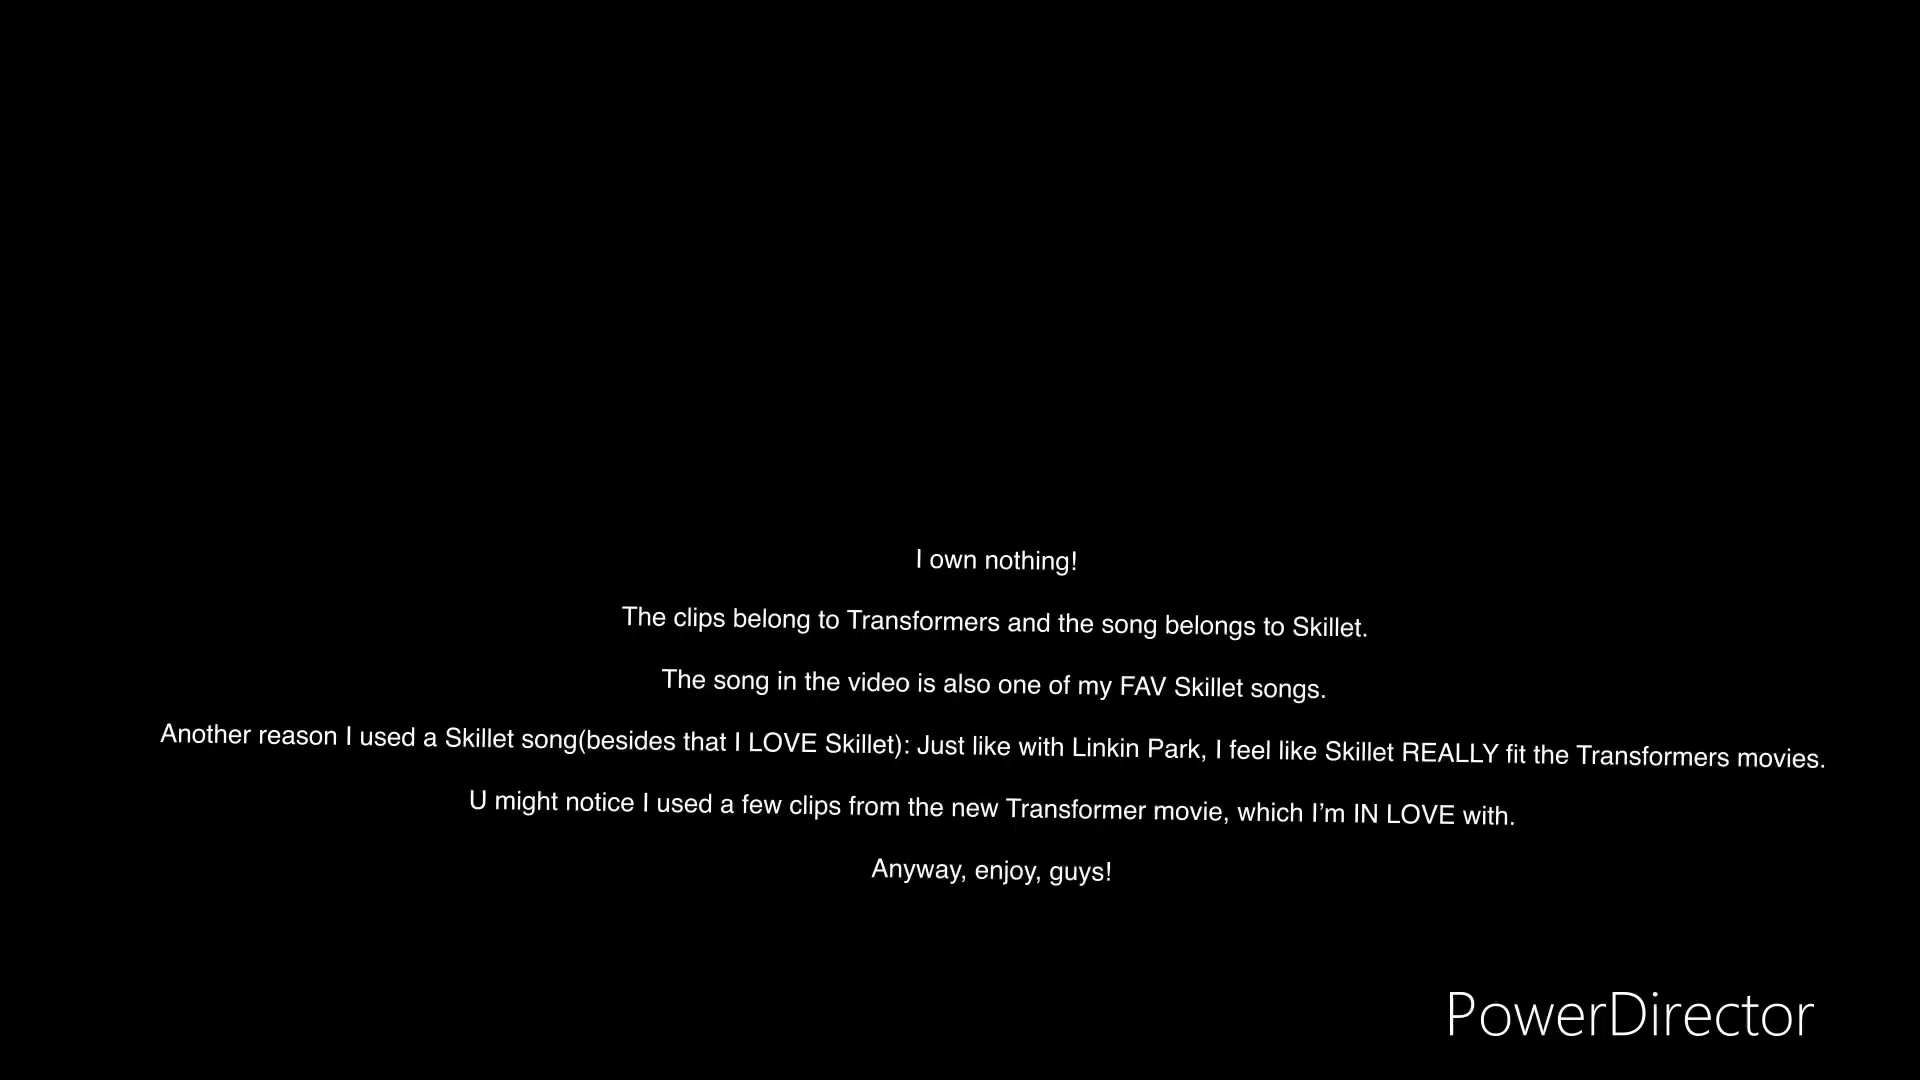 I own nothing!
The clips belong to Transformers and the song belongs to Skillet.
The song in the video is also one of my FAV Skillet songs.
Another reason I used a Skillet song(besides that I LOVE Skillet): Just like with Linkin Park, I feel like Skillet REALLY fit the Transformers movies.
U might notice I used a few clips from the new Transformer movie, which I’m IN LOVE with.
Anyway, enjoy, guys!
PowerDirector